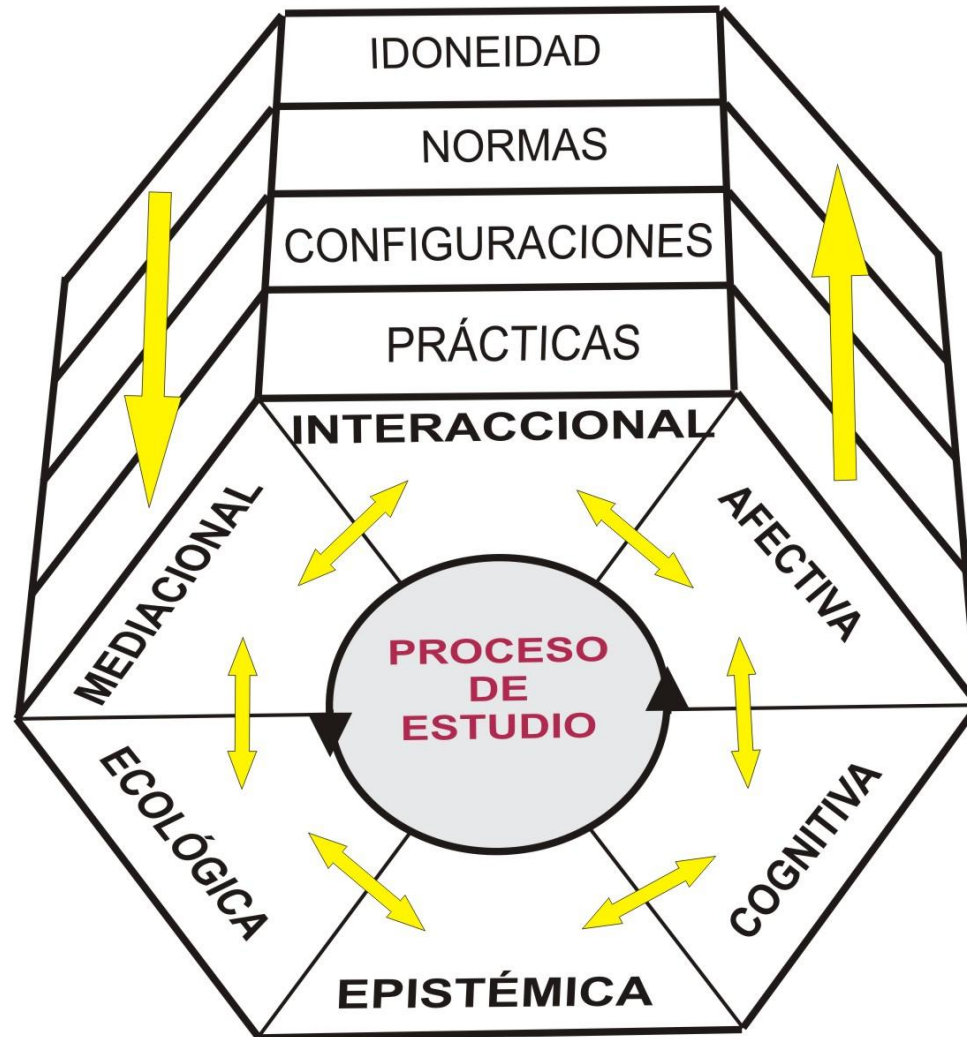 IDONEIDAD
NORMAS
CONFIGURACIONES
PRÁCTICAS
INTERACCIONAL
MEDIACIONAL
AFECTIVA
PROCESO
DE
ESTUDIO
ECOLÓGICA
COGNITIVA
EPISTÉMICA